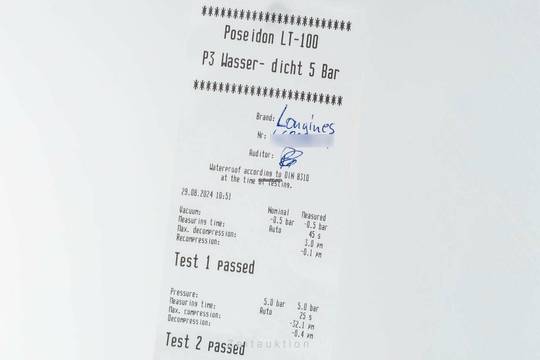 ********************************
Poseidon LT-100
P3 Wasser- dicht 5 Bar
********************************
Brand: Longines
Nr:
Auditor:
Waterproof according to DIN 8310
at the time of testing.
29.08.2024 10:51
Nominal Measured
Vacuum: -0.5 bar -0.5 bar
Measuring time: Auto 45 s
Max. decompression: 3.0 µm
Recompression: -0.1 µm
Test 1 passed
Pressure: 5.0 bar 5.0 bar
Measuring time: Auto 25 s
Max. compression: -32.1 µm
Decompression: -0.4 µm
Test 2 passed